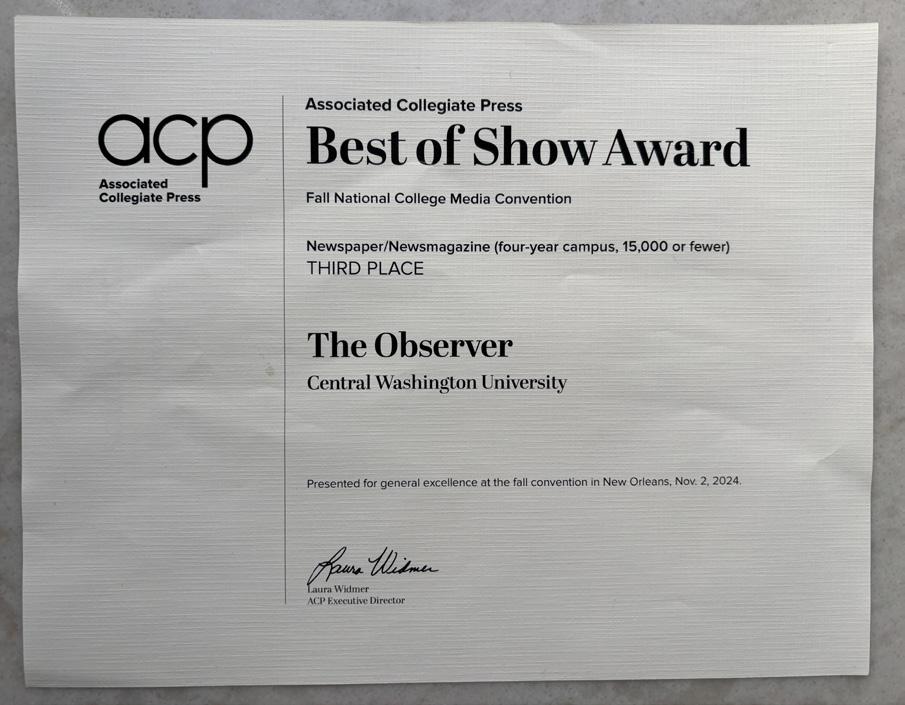 acp
Associated
Collegiate Press
Associated Collegiate Press
Best of Show Award
Fall National College Media Convention
Newspaper/Newsmagazine (four-year campus, 15,000 or fewer)
THIRD PLACE
The Observer
Central Washington University
Presented for general excellence at the fall convention in New Orleans, Nov. 2, 2024.
Laura Widmer
Laura Widmer
ACP Executive Director